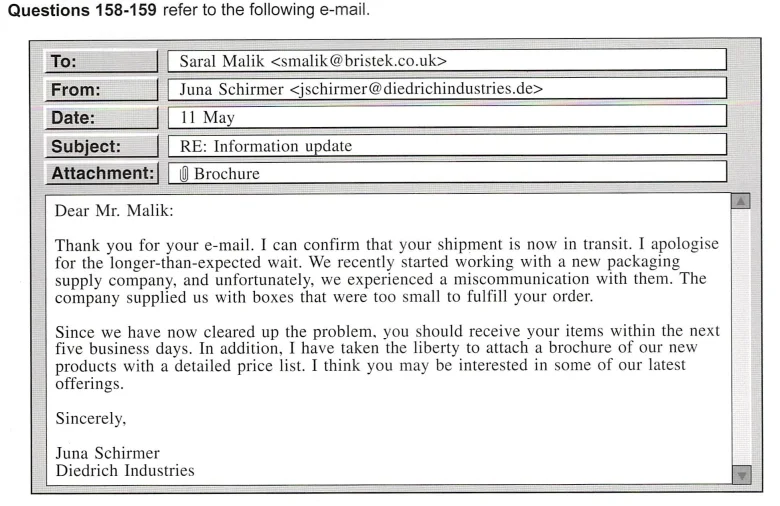 Questions 158-159 refer to the following e-mail.
To: Saral Malik <smalik@bristek.co.uk>
From: Juna Schirmer <jschirmer@diedrichindustries.de>
Date: 11 May
Subject: RE: Information update
Attachment: Brochure
Dear Mr. Malik:
Thank you for your e-mail. I can confirm that your shipment is now in transit. I apologise
for the longer-than-expected wait. We recently started working with a new packaging
supply company, and unfortunately, we experienced a miscommunication with them. The
company supplied us with boxes that were too small to fulfill your order.
Since we have now cleared up the problem, you should receive your items within the next
five business days. In addition, I have taken the liberty to attach a brochure of our new
products with a detailed price list. I think you may be interested in some of our latest
offerings.
Sincerely,
Juna Schirmer
Diedrich Industries